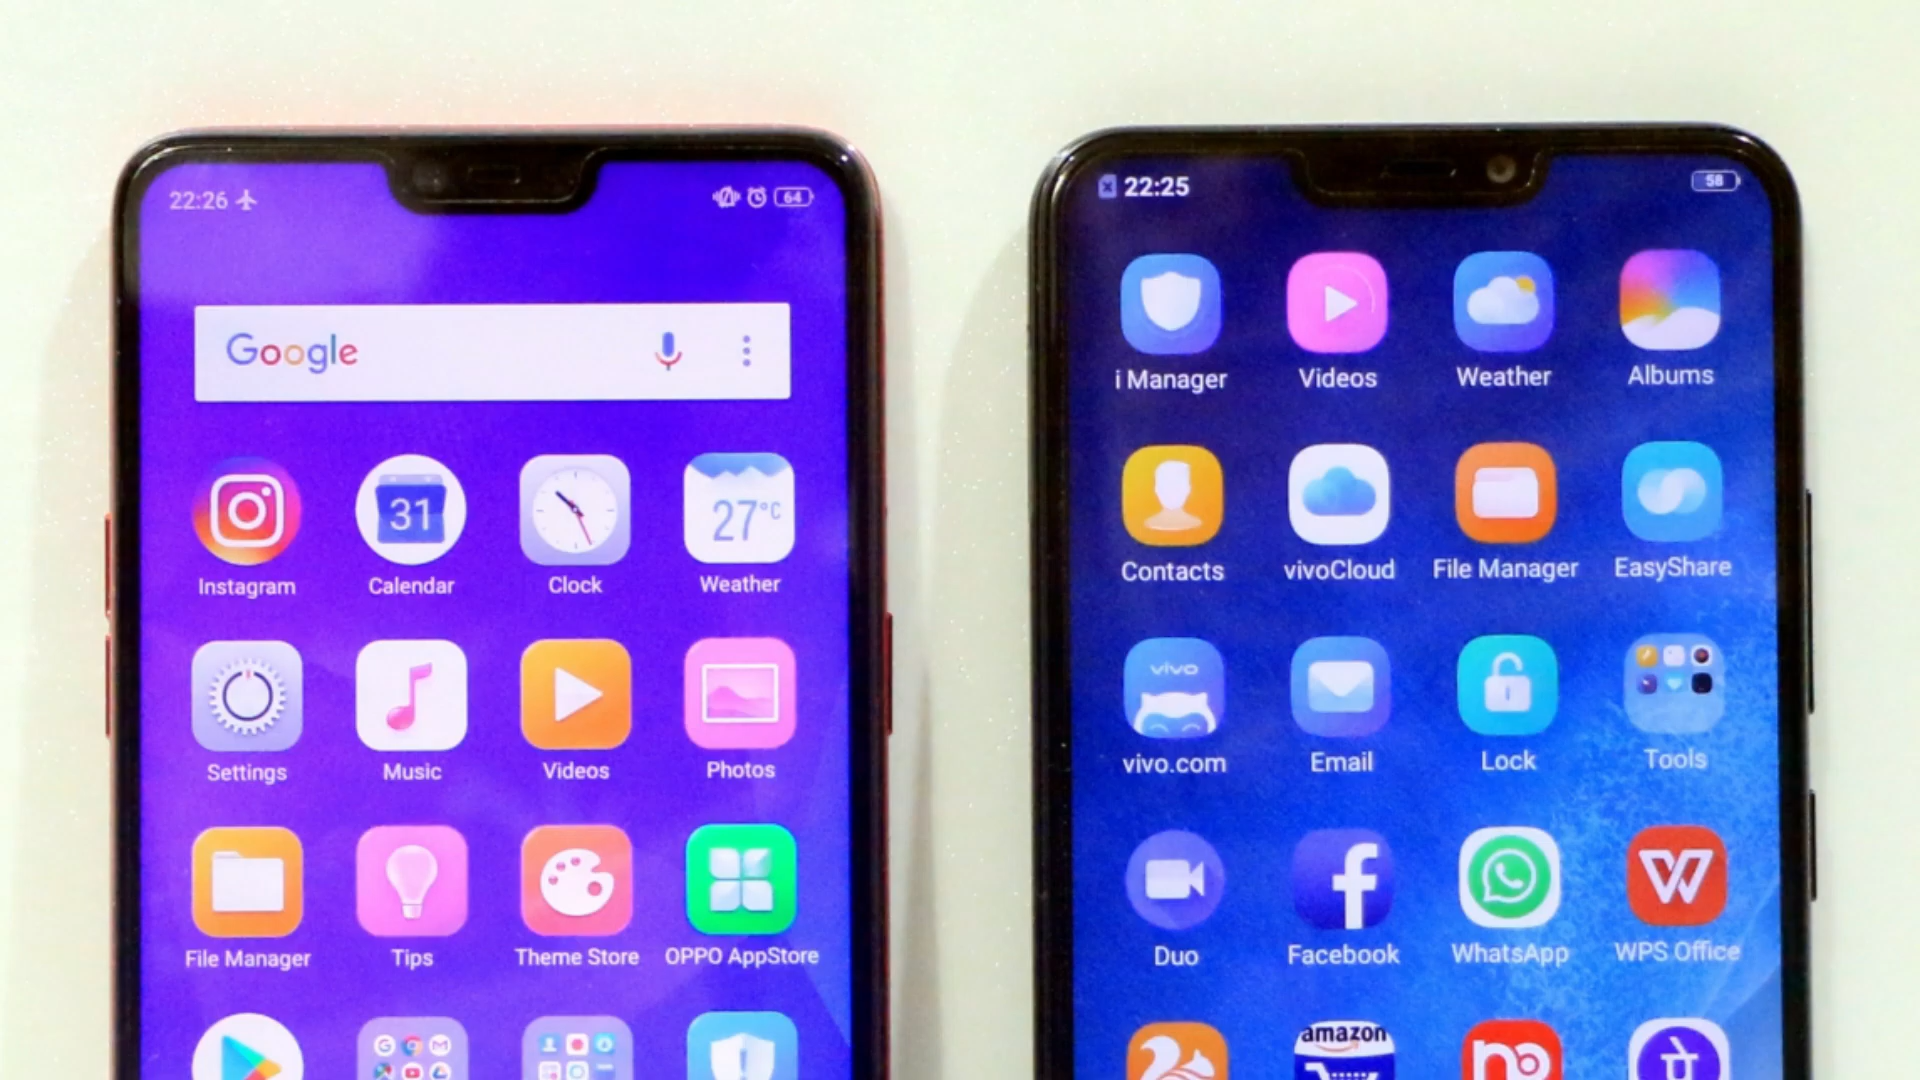 22:26
64
Google
31
27°C
Instagram
Calendar
Clock
Weather
Settings
Music
Videos
Photos
File Manager
Tips
Theme Store
OPPO AppStore
22:25
58
i Manager
Videos
Weather
Albums
Contacts
vivoCloud
File Manager
EasyShare
vivo
vivo.com
Email
Lock
Tools
Duo
Facebook
WhatsApp
WPS Office
amazon
पे